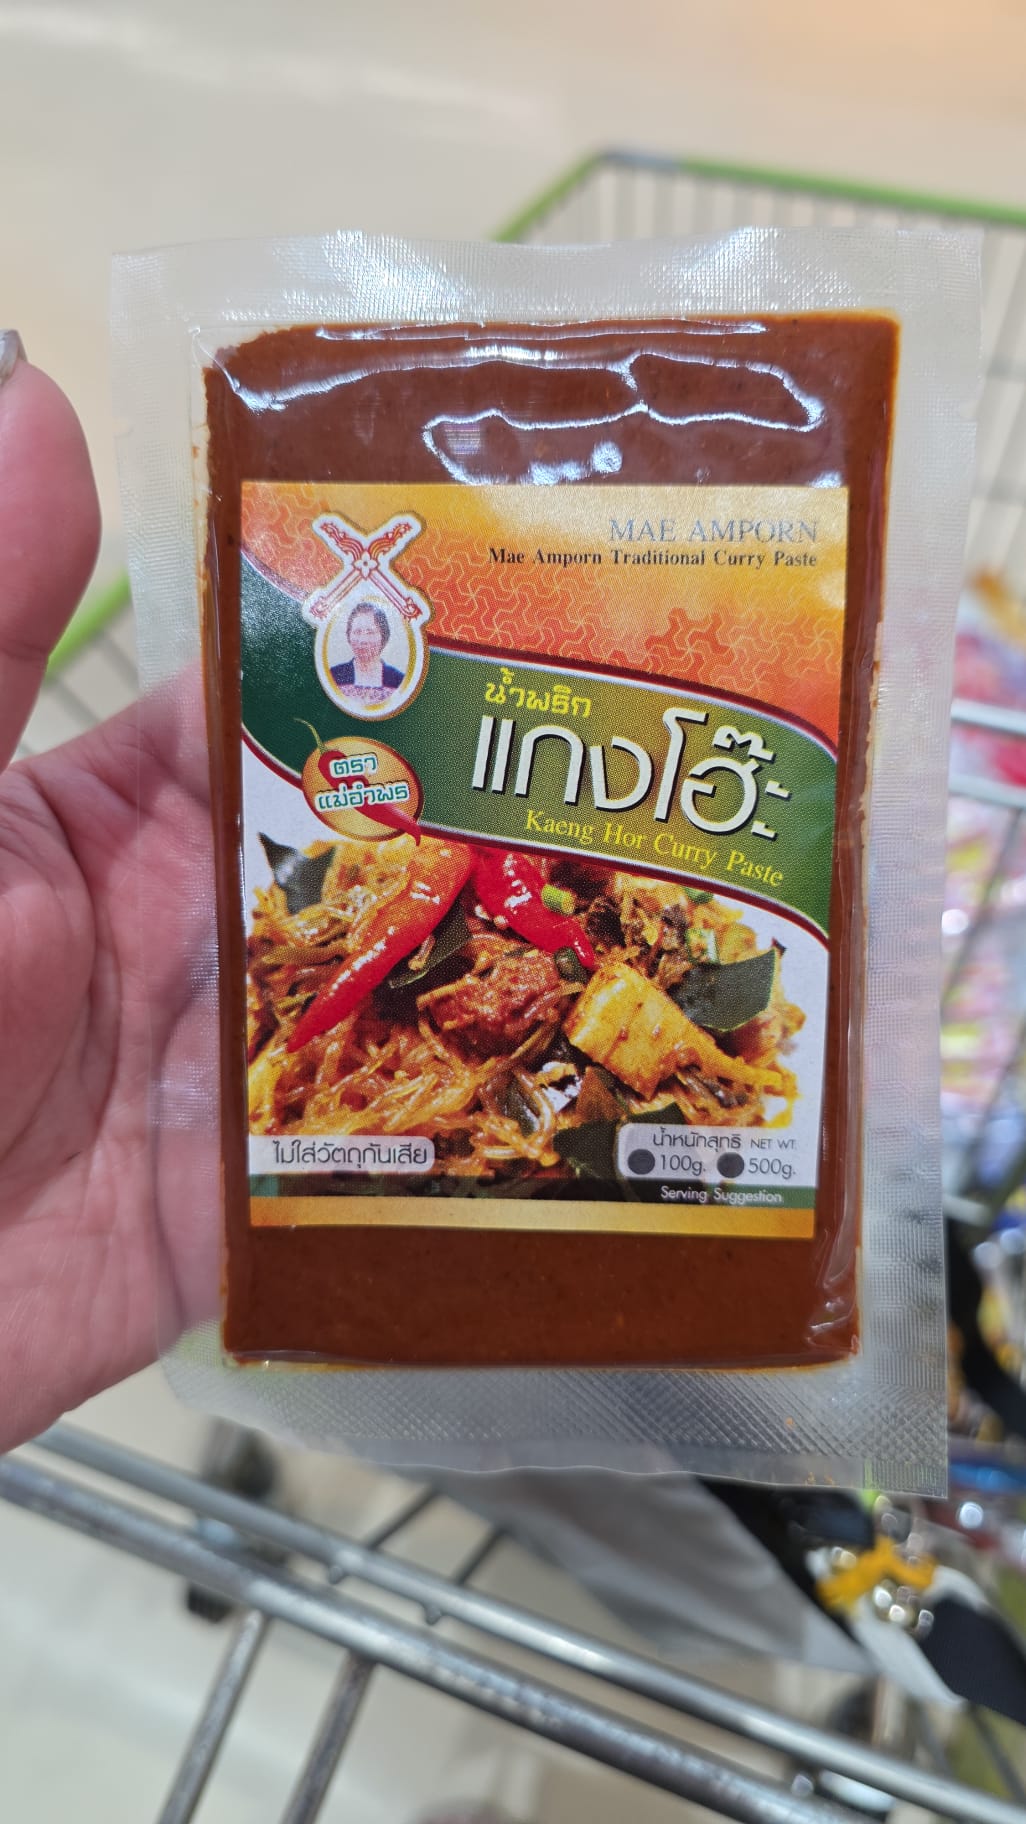 MAE AMPORN
Mae Amporn Traditional Curry Paste
น้ำพริก
แกงโฮ๊ะ
Kaeng Hor Curry Paste
ตรา
แม่อำพร
ไม่ใส่วัตถุกันเสีย
น้ำหนักสุทธิ NET WT.
100g. 500g.
Serving Suggestion